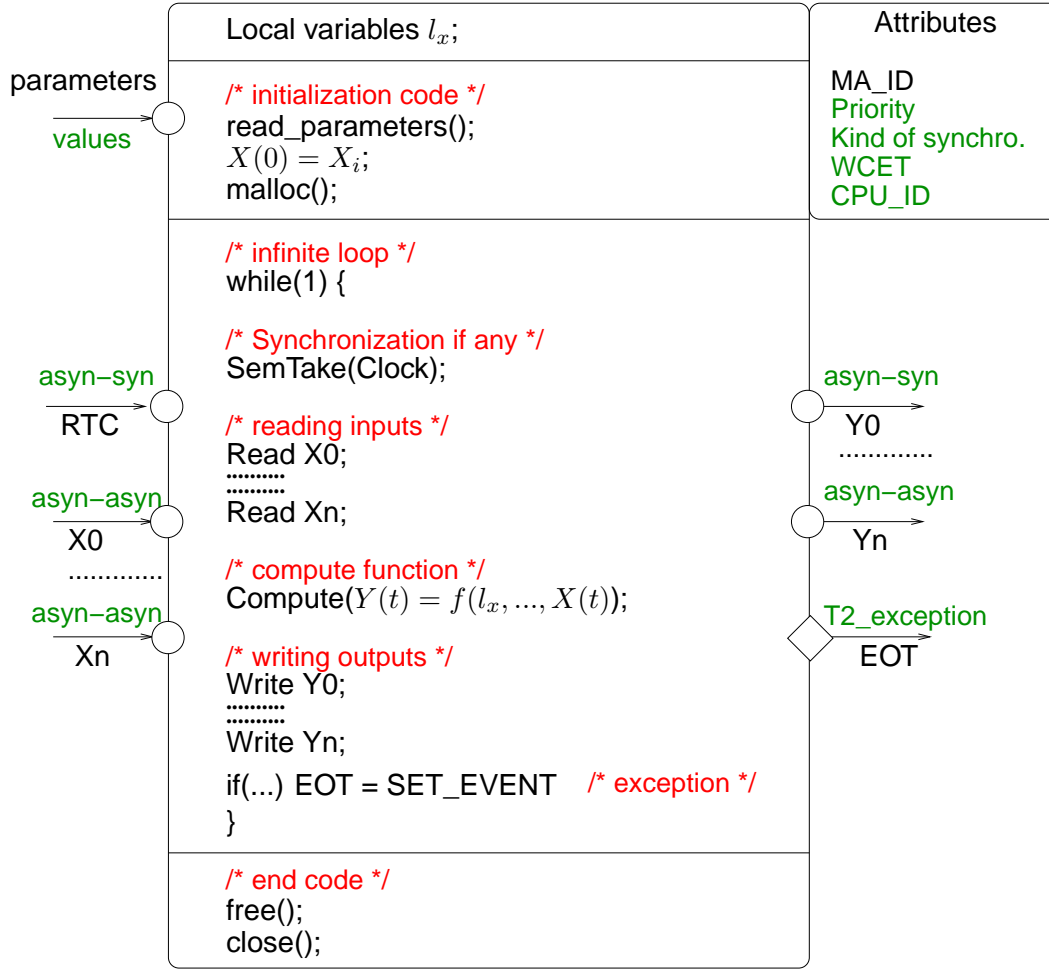 Local variables l_x;
Attributes
parameters
values
MA_ID
Priority
Kind of synchro.
WCET
CPU_ID
/* initialization code */
read_parameters();
X(0) = X_i;
malloc();
/* infinite loop */
while(1) {
/* Synchronization if any */
SemTake(Clock);
asyn−syn
RTC
asyn−syn
Y0
.............
/* reading inputs */
Read X0;
..........
..........
Read Xn;
asyn−asyn
X0
.............
asyn−asyn
Yn
/* compute function */
Compute(Y(t) = f(l_x, ..., X(t));
asyn−asyn
Xn
T2_exception
EOT
/* writing outputs */
Write Y0;
..........
..........
Write Yn;
if(...) EOT = SET_EVENT /* exception */
}
/* end code */
free();
close();